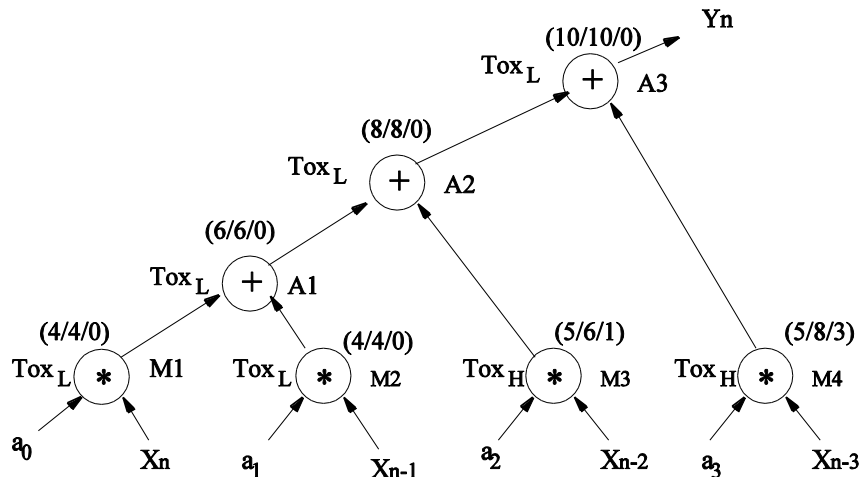 Yn
(10/10/0)
Tox L
+
A3
(8/8/0)
Tox L
+
A2
(6/6/0)
Tox L
+
A1
(4/4/0)
Tox L
*
M1
(4/4/0)
Tox L
*
M2
(5/6/1)
Tox H
*
M3
(5/8/3)
Tox H
*
M4
a0
Xn
a1
Xn-1
a2
Xn-2
a3
Xn-3